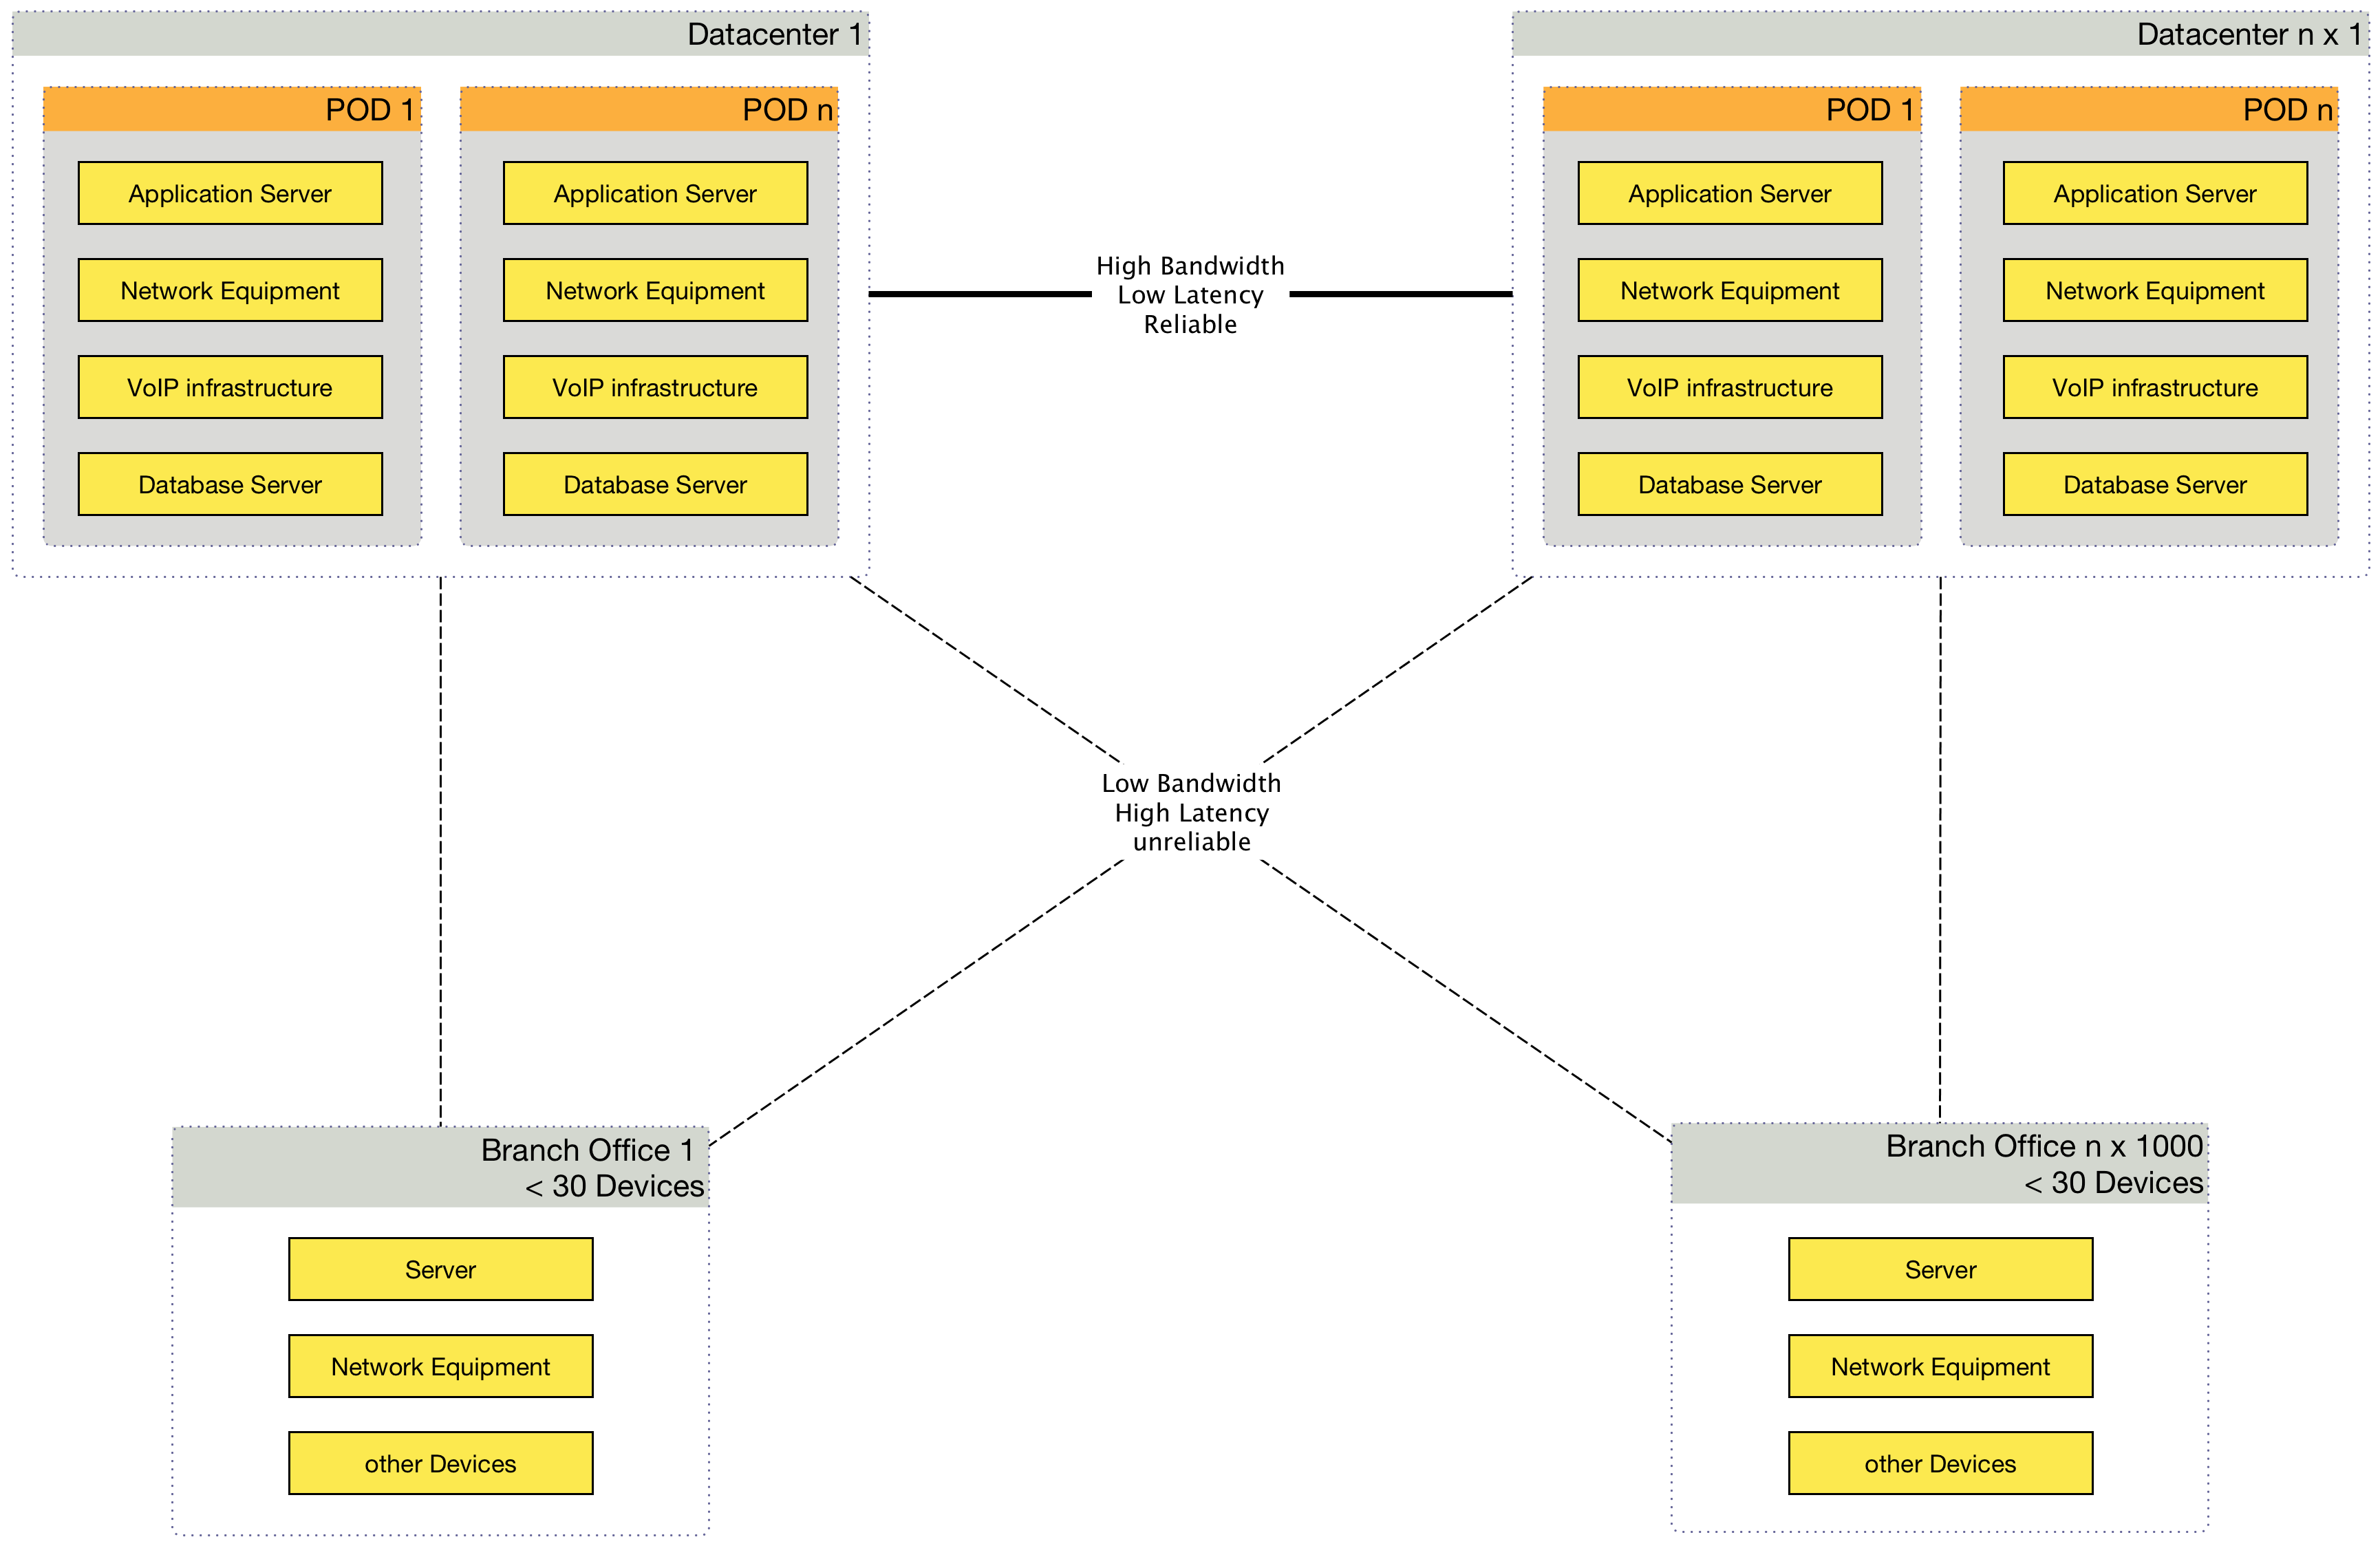 Datacenter 1
POD 1
Application Server
Network Equipment
VoIP infrastructure
Database Server
POD n
Application Server
Network Equipment
VoIP infrastructure
Database Server
High Bandwidth
Low Latency
Reliable
Datacenter n x 1
POD 1
Application Server
Network Equipment
VoIP infrastructure
Database Server
POD n
Application Server
Network Equipment
VoIP infrastructure
Database Server
Low Bandwidth
High Latency
unreliable
Branch Office 1
< 30 Devices
Server
Network Equipment
other Devices
Branch Office n x 1000
< 30 Devices
Server
Network Equipment
other Devices